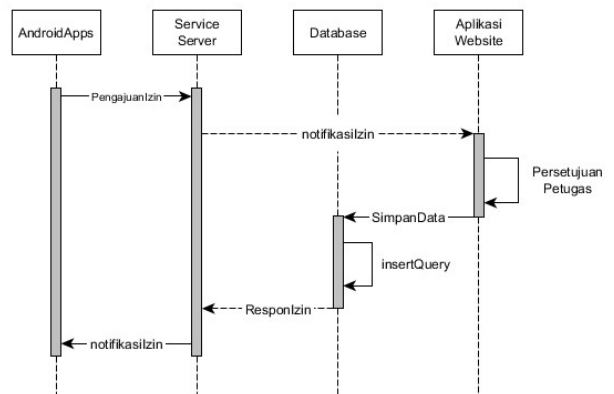 AndroidApps
Service
Server
Database
Aplikasi
Website
PengajuanIzin
notifikasiIzin
Persetujuan
Petugas
SimpanData
insertQuery
ResponIzin
notifikasiIzin